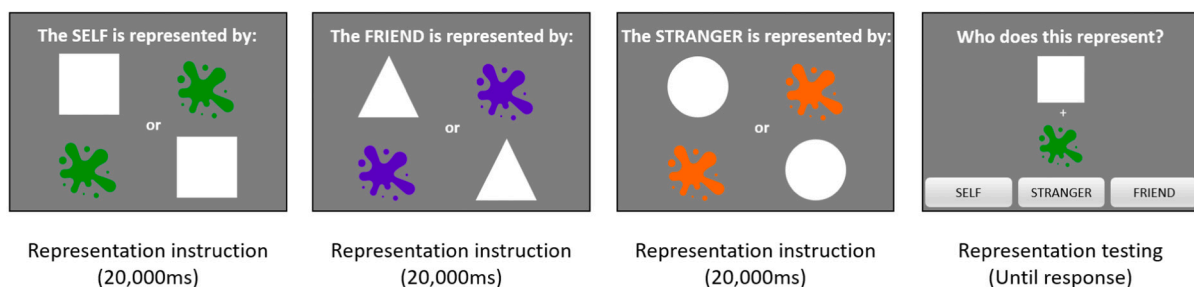 The SELF is represented by:
or
The FRIEND is represented by:
or
The STRANGER is represented by:
or
Who does this represent?
+
SELF
STRANGER
FRIEND
Representation instruction
(20,000ms)
Representation instruction
(20,000ms)
Representation instruction
(20,000ms)
Representation testing
(Until response)